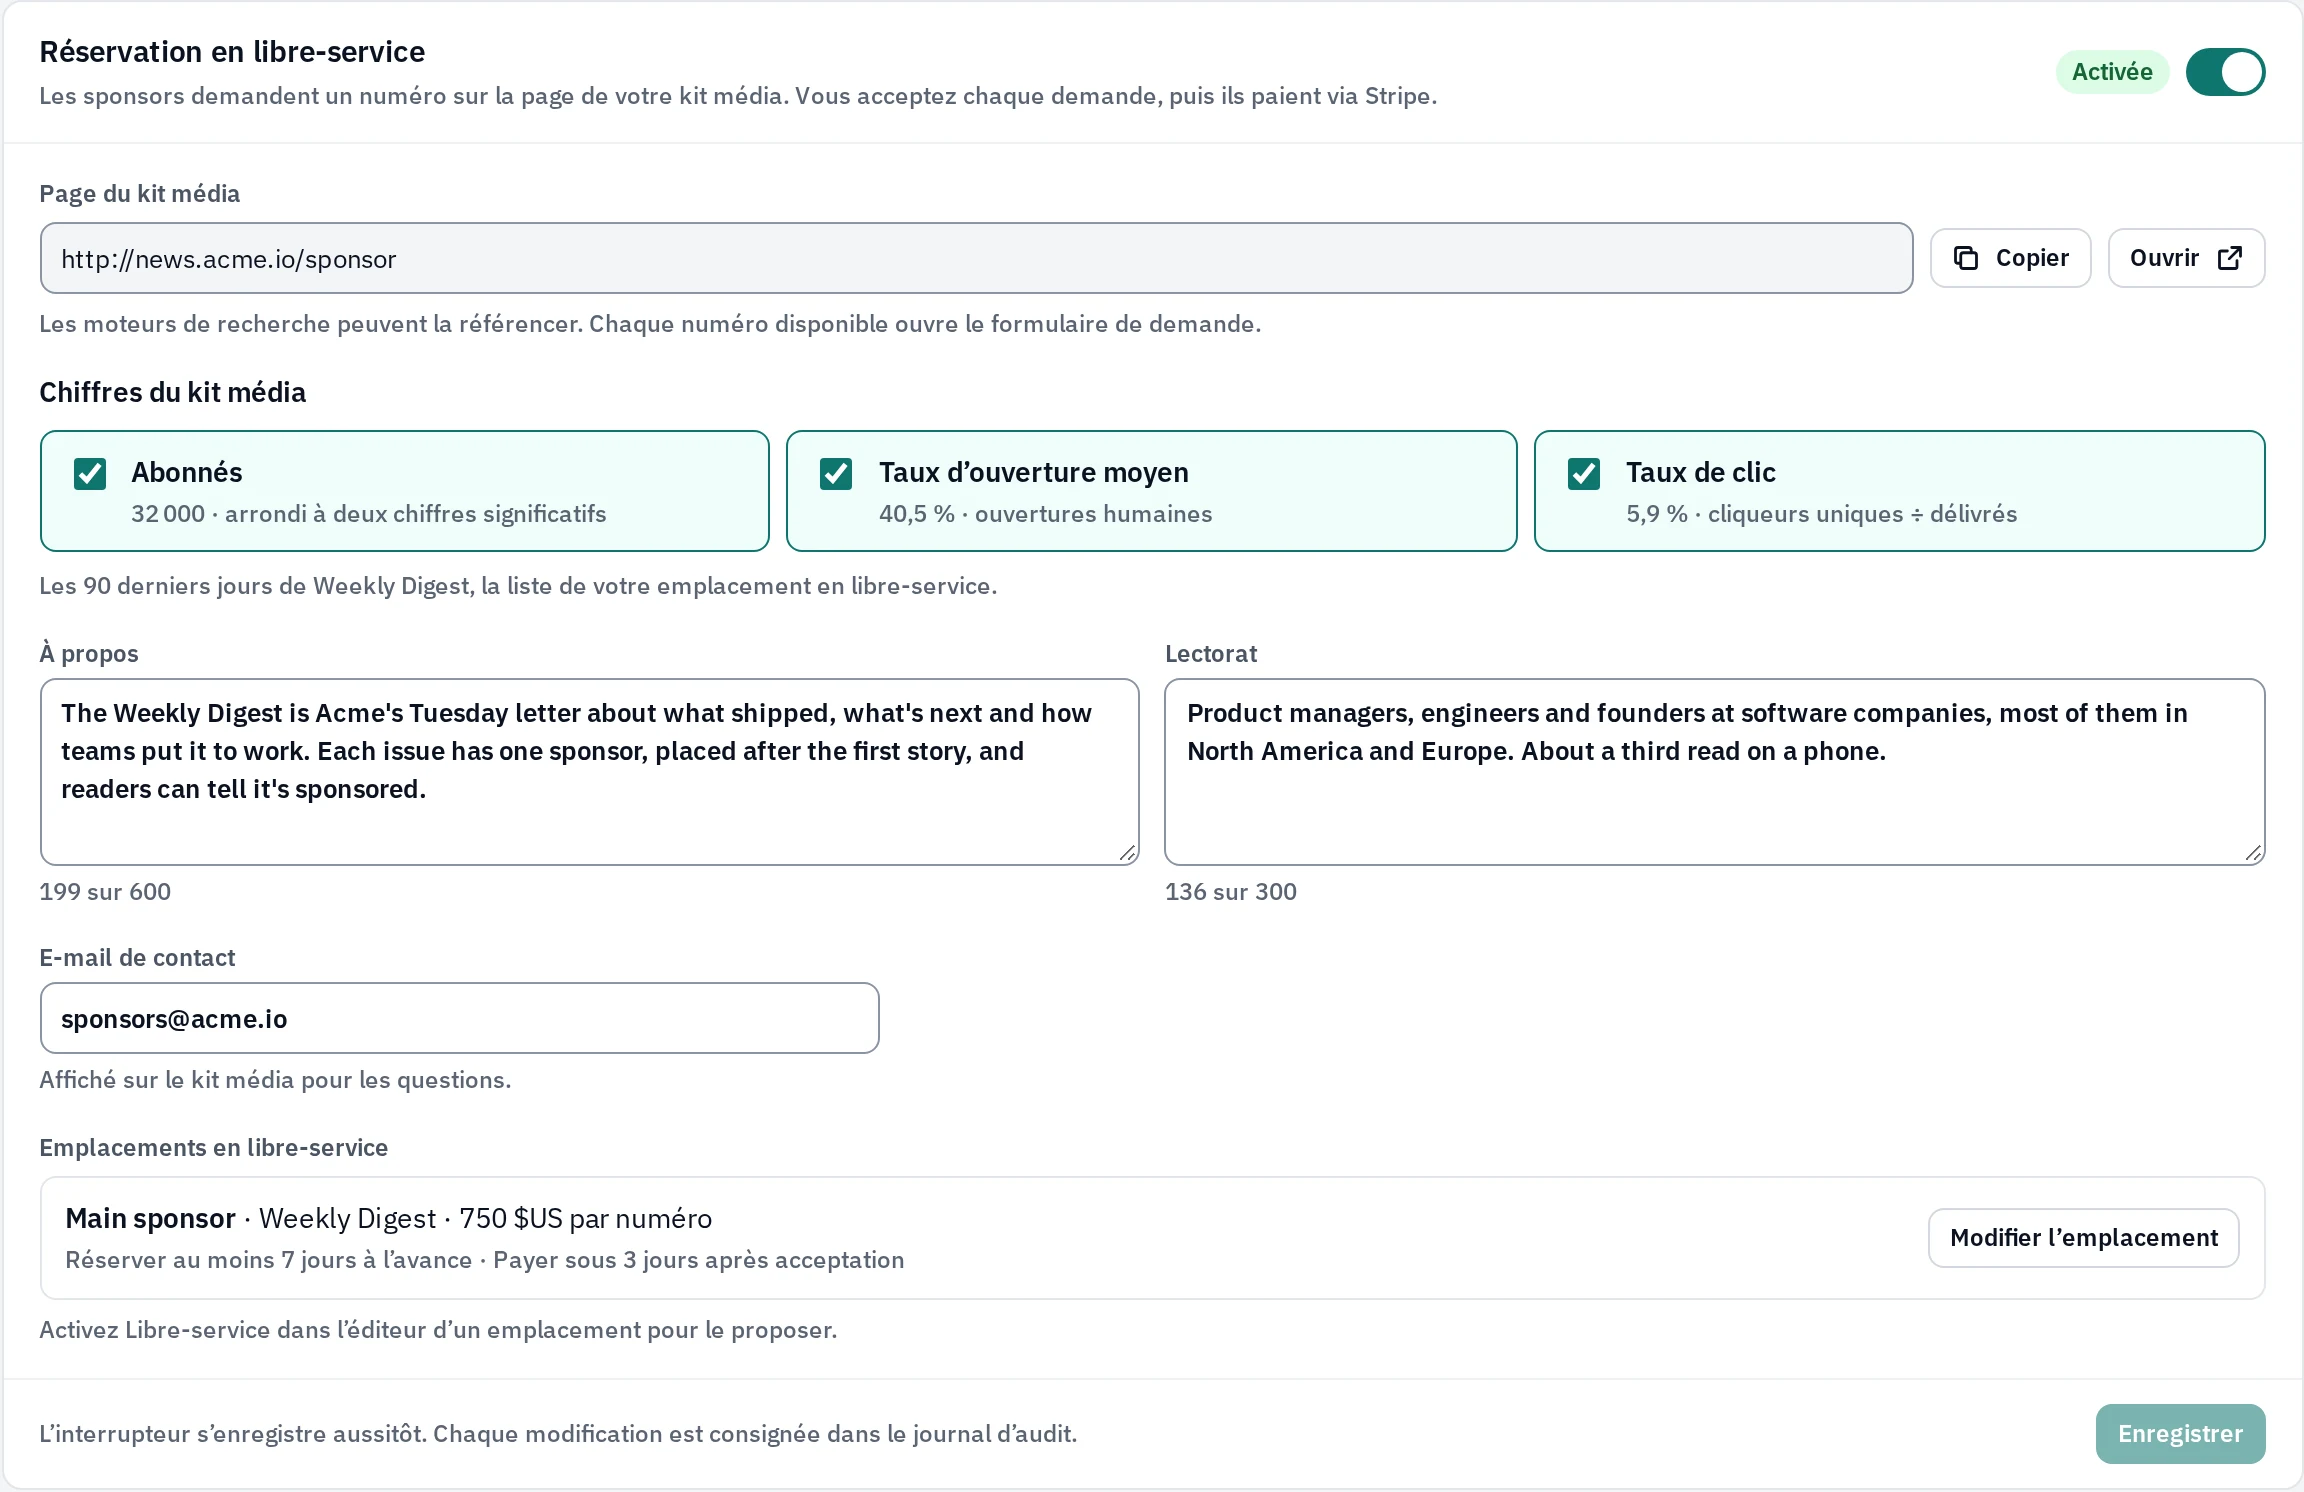 Réservation en libre-service
Les sponsors demandent un numéro sur la page de votre kit média. Vous acceptez chaque demande, puis ils paient via Stripe.
Activée
Page du kit média
http://news.acme.io/sponsor
Copier
Ouvrir
Les moteurs de recherche peuvent la référencer. Chaque numéro disponible ouvre le formulaire de demande.
Chiffres du kit média
Abonnés
32 000 · arrondi à deux chiffres significatifs
Taux d’ouverture moyen
40,5 % · ouvertures humaines
Taux de clic
5,9 % · cliqueurs uniques ÷ délivrés
Les 90 derniers jours de Weekly Digest, la liste de votre emplacement en libre-service.
À propos
The Weekly Digest is Acme's Tuesday letter about what shipped, what's next and how
teams put it to work. Each issue has one sponsor, placed after the first story, and
readers can tell it's sponsored.
199 sur 600
Lectorat
Product managers, engineers and founders at software companies, most of them in
North America and Europe. About a third read on a phone.
136 sur 300
E-mail de contact
sponsors@acme.io
Affiché sur le kit média pour les questions.
Emplacements en libre-service
Main sponsor · Weekly Digest · 750 $US par numéro
Réserver au moins 7 jours à l’avance · Payer sous 3 jours après acceptation
Modifier l’emplacement
Activez Libre-service dans l’éditeur d’un emplacement pour le proposer.
L’interrupteur s’enregistre aussitôt. Chaque modification est consignée dans le journal d’audit.
Enregistrer